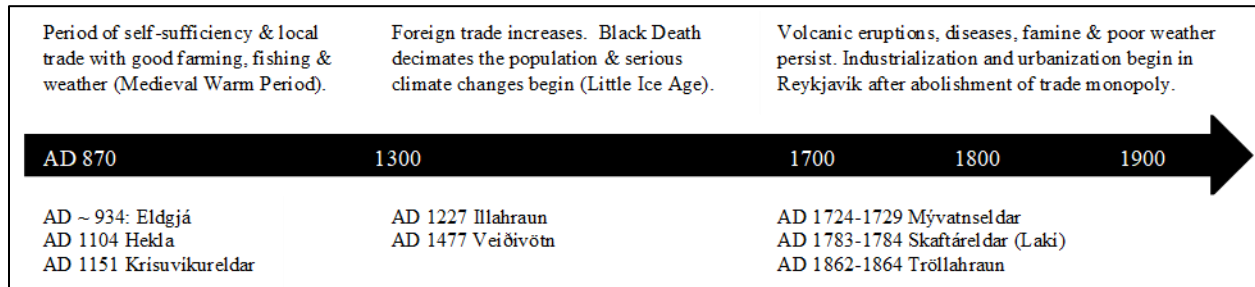 Period of self-sufficiency & local
trade with good farming, fishing &
weather (Medieval Warm Period).
Foreign trade increases. Black Death
decimates the population & serious
climate changes begin (Little Ice Age).
Volcanic eruptions, diseases, famine & poor weather
persist. Industrialization and urbanization begin in
Reykjavik after abolishment of trade monopoly.
AD 870 1300 1700 1800 1900
AD ~ 934: Eldgjá
AD 1104 Hekla
AD 1151 Krisuvikureldar
AD 1227 Illahraun
AD 1477 Veiðivötn
AD 1724-1729 Mývatnseldar
AD 1783-1784 Skaftáreldar (Laki)
AD 1862-1864 Tröllahraun